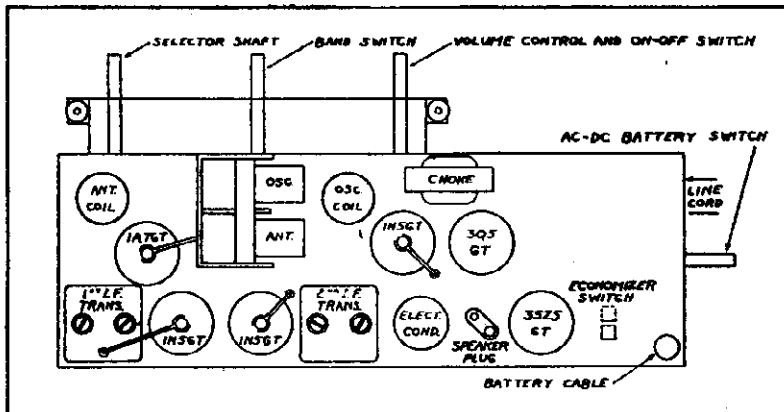 SELECTOR SHAFT
BAND SWITCH
VOLUME CONTROL AND ON-OFF SWITCH
AC-DC BATTERY SWITCH
ANT.
COIL
OSC
OSC
COIL
CHOKE
LINE
CORD
1A7GT
ANT.
1N5GT
3Q5
GT
1ST I.F.
TRANS.
1N5GT
1N5GT
2ND I.F.
TRANS.
ELECT.
COND.
SPEAKER
PLUG
35Z5
GT
ECONOMIZER
SWITCH
BATTERY CABLE